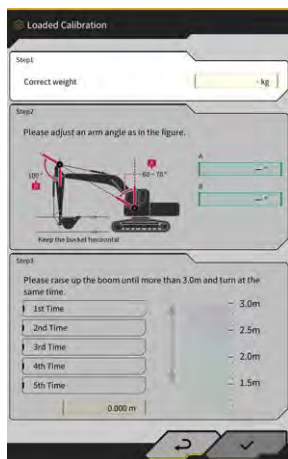 Loaded Calibration
Step1
Correct weight
- kg
Step2
Please adjust an arm angle as in the figure.
A
60~70°
100°
B
A
--- °
B
--- °
Keep the bucket horizontal
Step3
Please raise up the boom until more than 3.0m and turn at the
same time.
1st Time
2nd Time
3rd Time
4th Time
5th Time
0.000 m
3.0m
2.5m
2.0m
1.5m